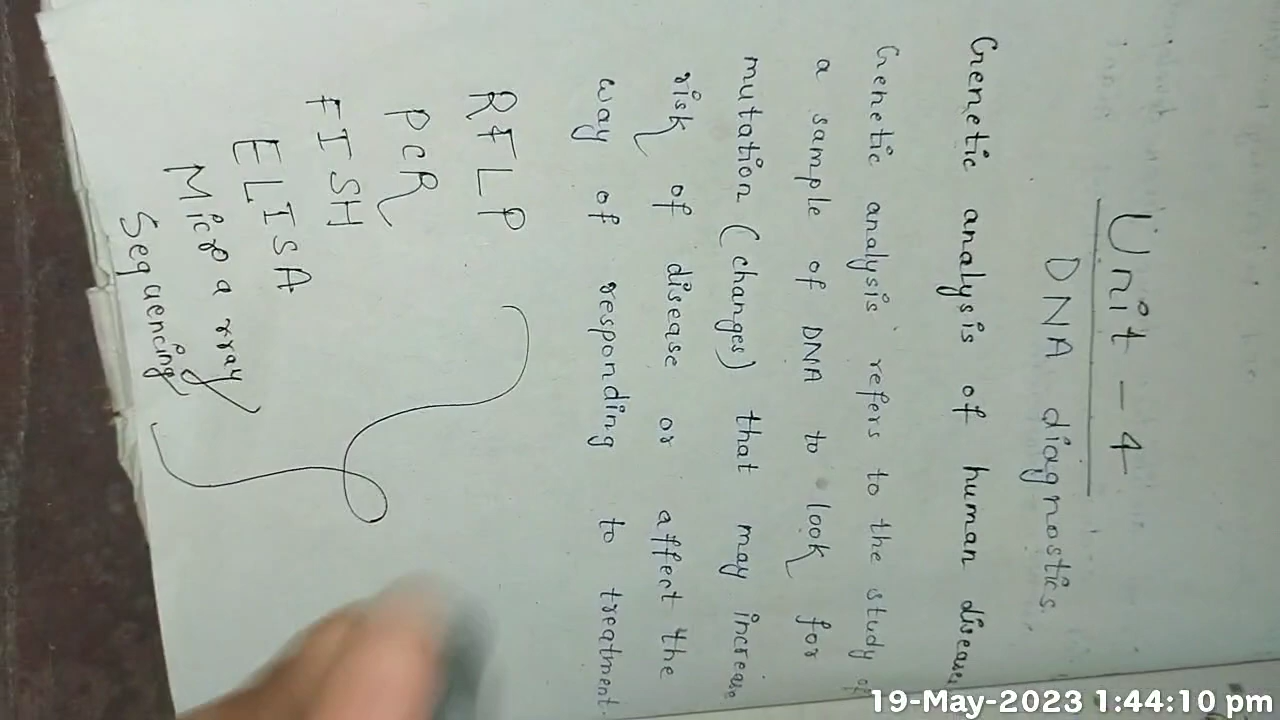 Unit - 4
DNA diagnostics.
Genetic analysis of human diseases
Genetic analysis refers to the study of
a sample of DNA to look for
mutation (changes) that may increase
risk of disease or affect the
way of responding to treatment.
RFLP
PCR
FISH
ELISA
Micro array
Sequencing
19-May-2023 1:44:10 pm